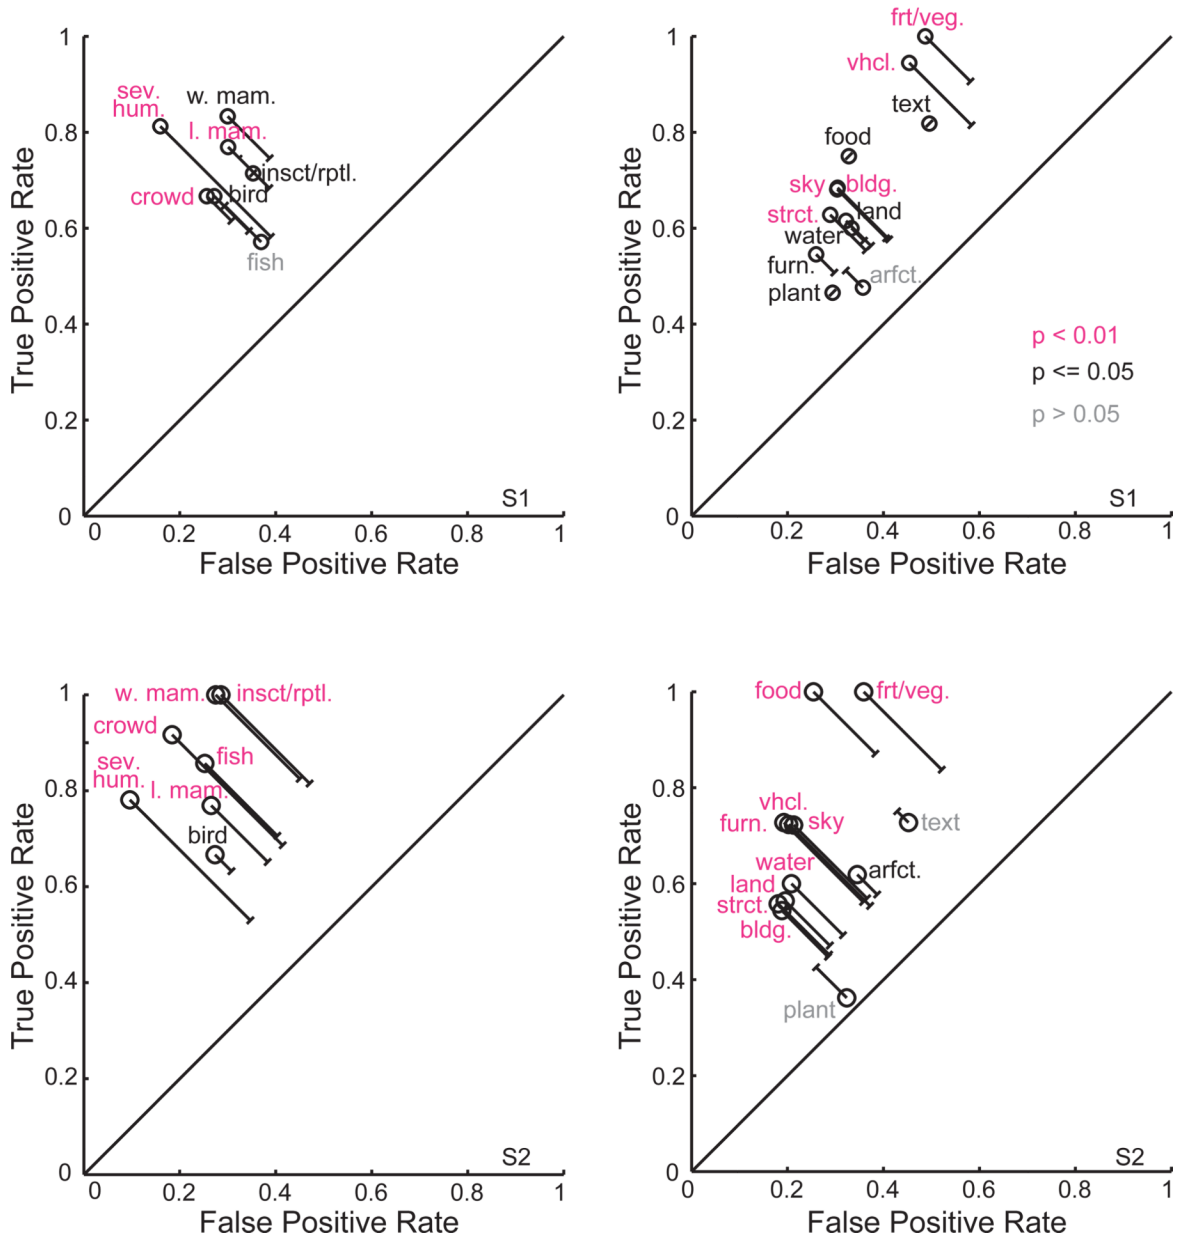 1
0.8
0.6
0.4
0.2
0
True Positive Rate
sev.
hum.
w. mam.
l. mam.
insct/rptl.
crowd
bird
fish
S1
0
0.2
0.4
0.6
0.8
1
False Positive Rate
1
0.8
0.6
0.4
0.2
0
True Positive Rate
frt/veg.
vhcl.
text
food
sky
bldg.
strct.
land
water
furn.
arfct.
plant
p < 0.01
p <= 0.05
p > 0.05
S1
0
0.2
0.4
0.6
0.8
1
False Positive Rate
1
0.8
0.6
0.4
0.2
0
True Positive Rate
w. mam.
insct/rptl.
crowd
sev.
hum.
fish
l. mam.
bird
S2
0
0.2
0.4
0.6
0.8
1
False Positive Rate
1
0.8
0.6
0.4
0.2
0
True Positive Rate
food
frt/veg.
vhcl.
furn.
sky
text
water
arfct.
land
strct.
bldg.
plant
S2
0
0.2
0.4
0.6
0.8
1
False Positive Rate